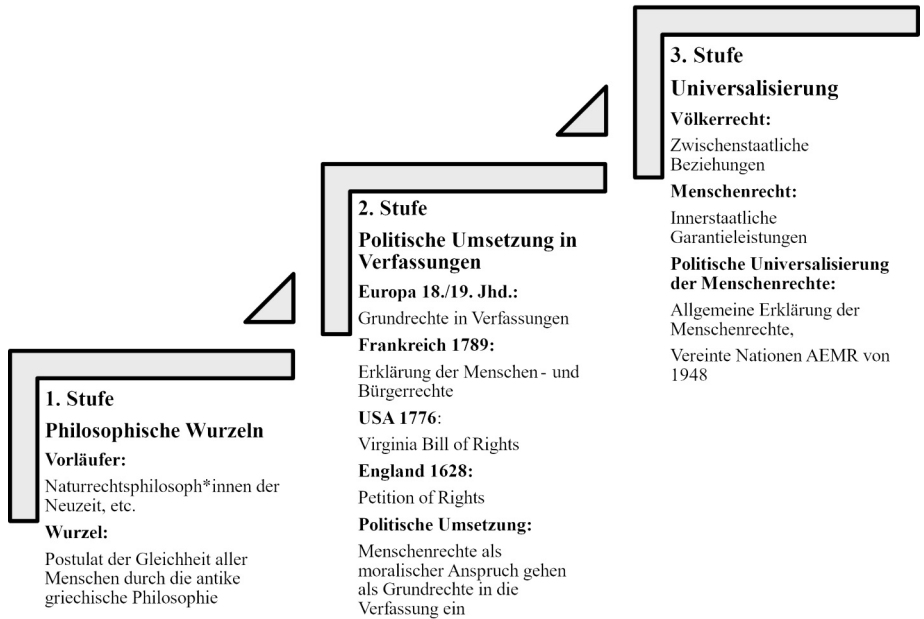 1. Stufe
Philosophische Wurzeln
Vorläufer:
Naturrechtsphilosoph*innen der
Neuzeit, etc.
Wurzel:
Postulat der Gleichheit aller
Menschen durch die antike
griechische Philosophie
2. Stufe
Politische Umsetzung in
Verfassungen
Europa 18./19. Jhd.:
Grundrechte in Verfassungen
Frankreich 1789:
Erklärung der Menschen - und
Bürgerrechte
USA 1776:
Virginia Bill of Rights
England 1628:
Petition of Rights
Politische Umsetzung:
Menschenrechte als
moralischer Anspruch gehen
als Grundrechte in die
Verfassung ein
3. Stufe
Universalisierung
Völkerrecht:
Zwischenstaatliche
Beziehungen
Menschenrecht:
Innerstaatliche
Garantieleistungen
Politische Universalisierung
der Menschenrechte:
Allgemeine Erklärung der
Menschenrechte,
Vereinte Nationen AEMR von
1948